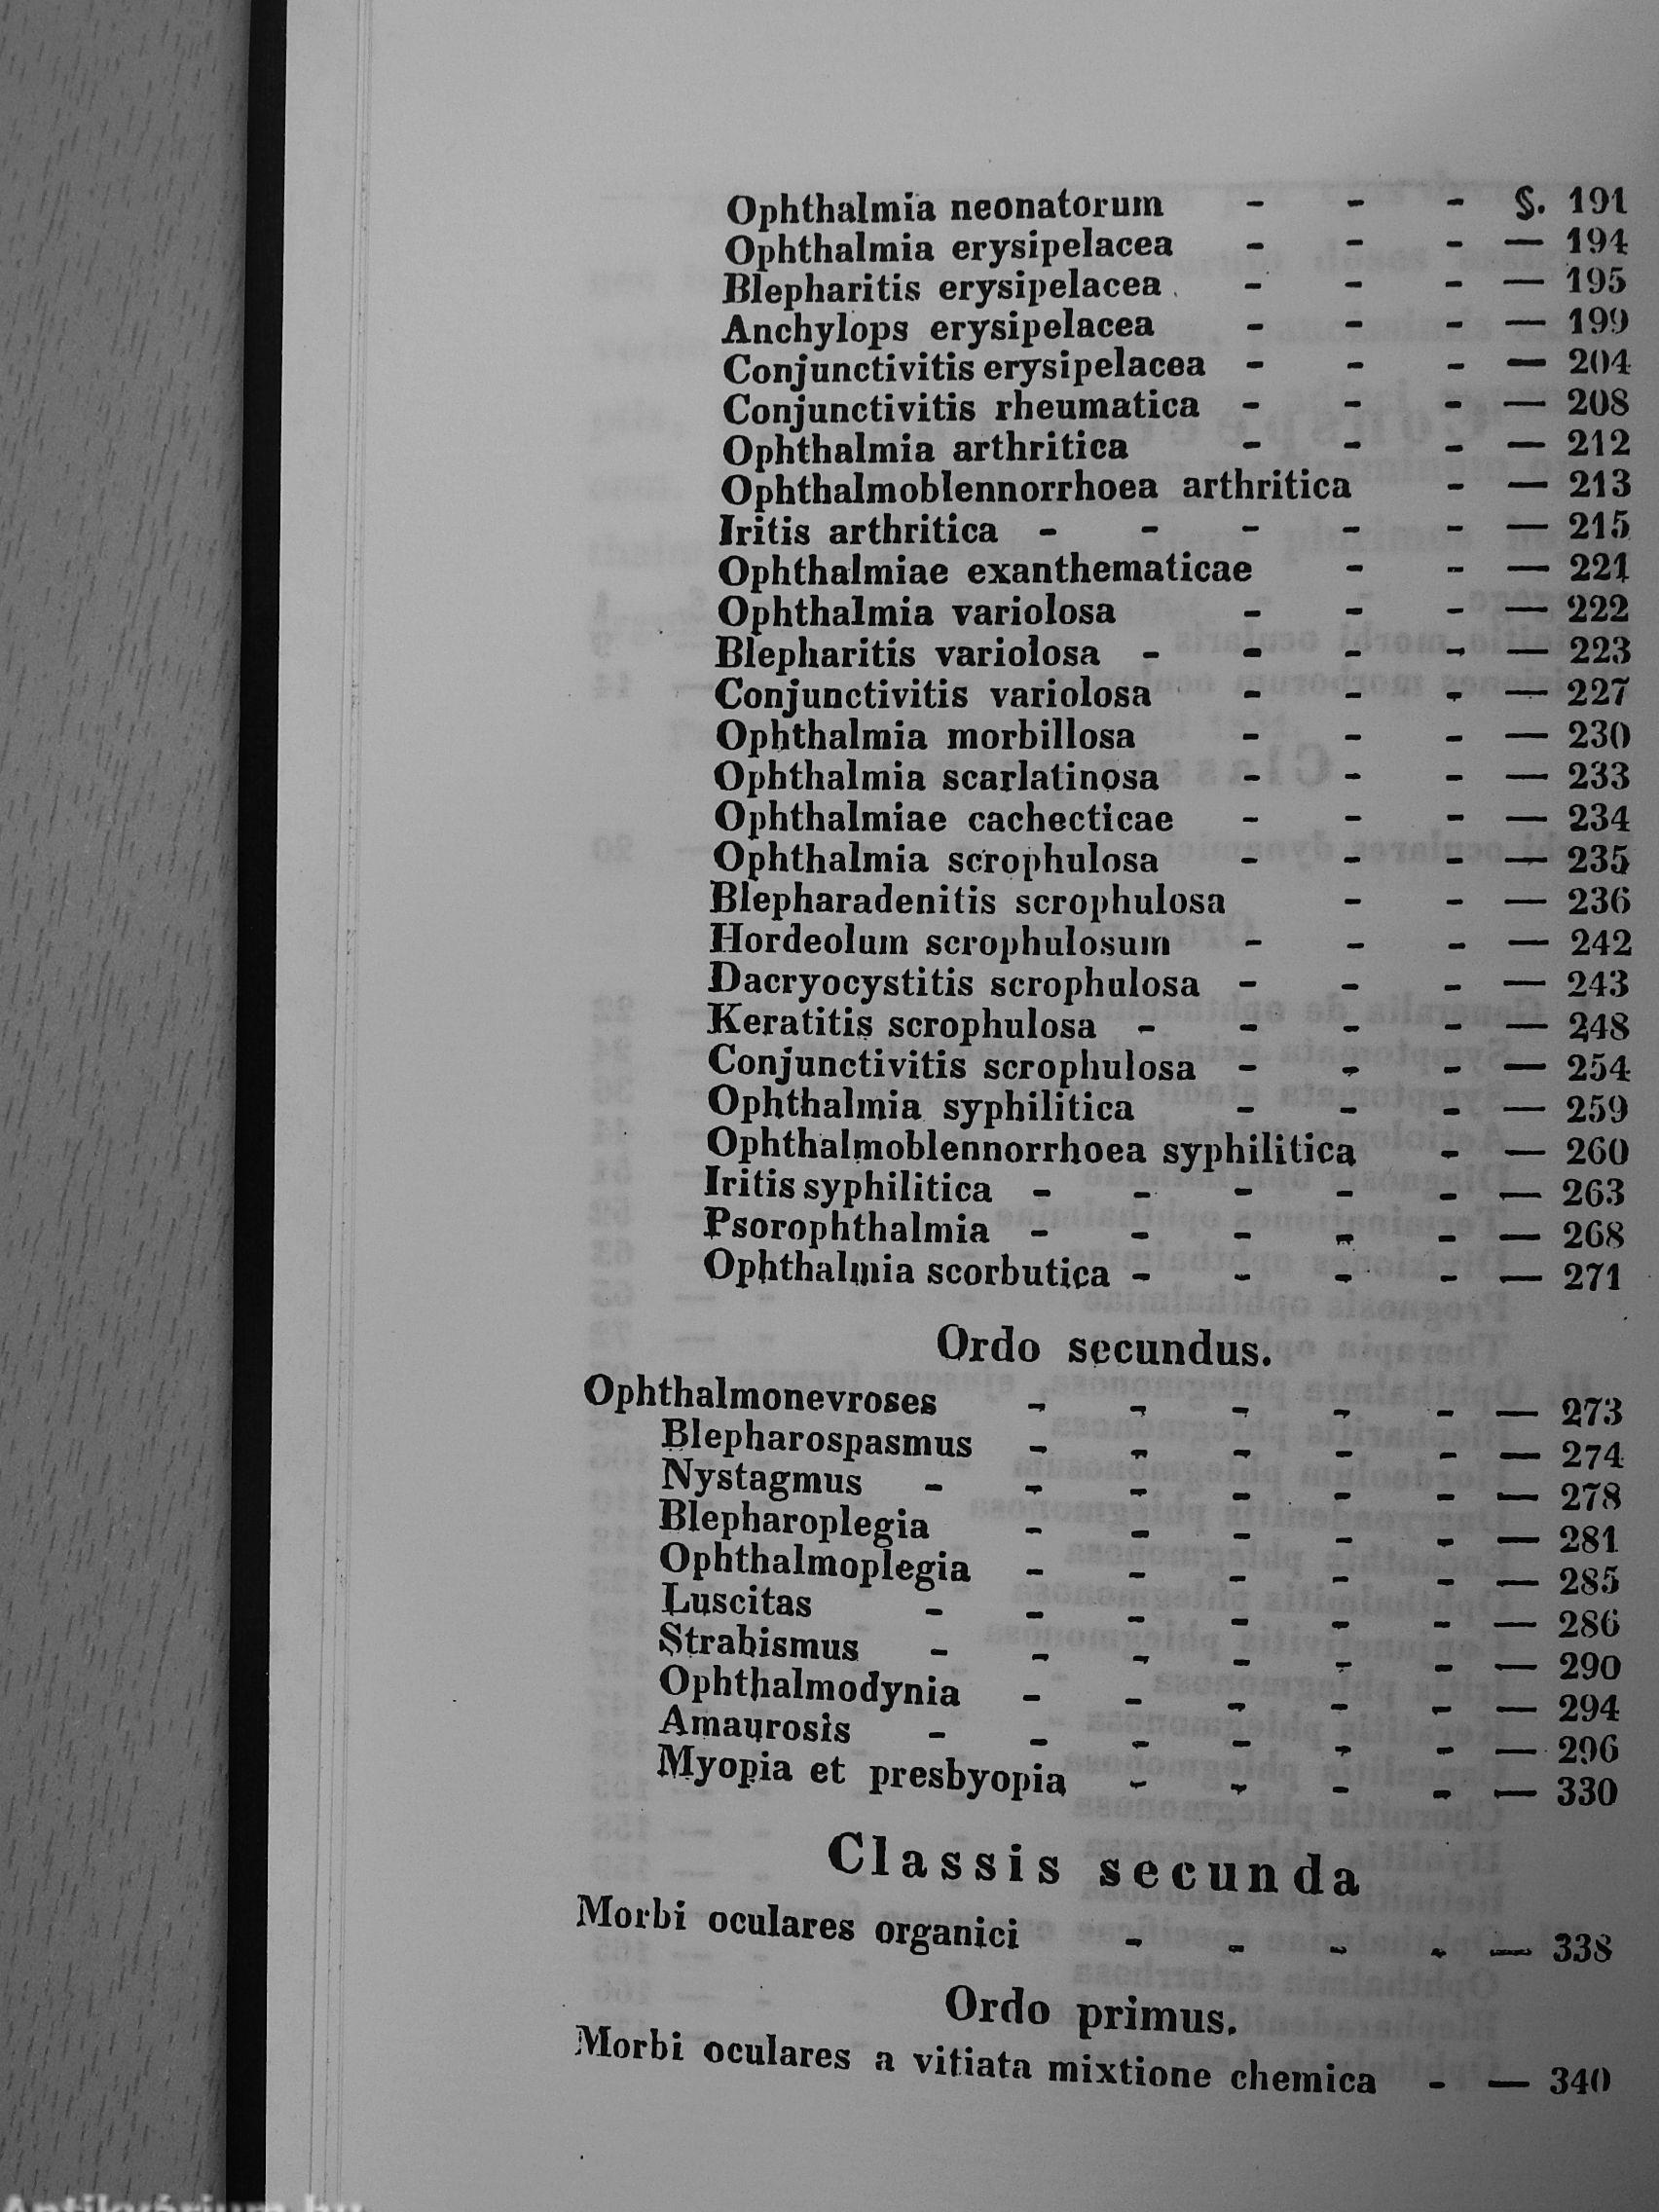 Ophthalmia neonatorum - - - §. 191
Ophthalmia erysipelacea - - - — 194
Blepharitis erysipelacea - - - — 195
Anchylops erysipelacea - - - — 199
Conjunctivitis erysipelacea - - - — 204
Conjunctivitis rheumatica - - - — 208
Ophthalmia arthritica - - - — 212
Ophthalmoblennorrhoea arthritica - — 213
Iritis arthritica - - - - - — 215
Ophthalmiae exanthematicae - - — 221
Ophthalmia variolosa - - - — 222
Blepharitis variolosa - - - - — 223
Conjunctivitis variolosa - - - — 227
Ophthalmia morbillosa - - - — 230
Ophthalmia scarlatinosa - - - — 233
Ophthalmiae cachecticae - - - — 234
Ophthalmia scrophulosa - - - — 235
Blepharadenitis scrophulosa - - — 236
Hordeolum scrophulosum - - - — 242
Dacryocystitis scrophulosa - - - — 243
Keratitis scrophulosa - - - - — 248
Conjunctivitis scrophulosa - - - — 254
Ophthalmia syphilitica - - - — 259
Ophthalmoblennorrhoea syphilitica - — 260
Iritis syphilitica - - - - - — 263
Psorophthalmia - - - - - — 268
Ophthalmia scorbutica - - - - — 271
Ordo secundus.
Ophthalmonevroses - - - - - — 273
Blepharospasmus - - - - - — 274
Nystagmus - - - - - - — 278
Blepharoplegia - - - - - — 281
Ophthalmoplegia - - - - - — 285
Luscitas - - - - - - — 286
Strabismus - - - - - - — 290
Ophthalmodynia - - - - - — 294
Amaurosis - - - - - - — 296
Myopia et presbyopia - - - - — 330
Classis secunda
Morbi oculares organici - - - - — 338
Ordo primus.
Morbi oculares a vitiata mixtione chemica - — 340